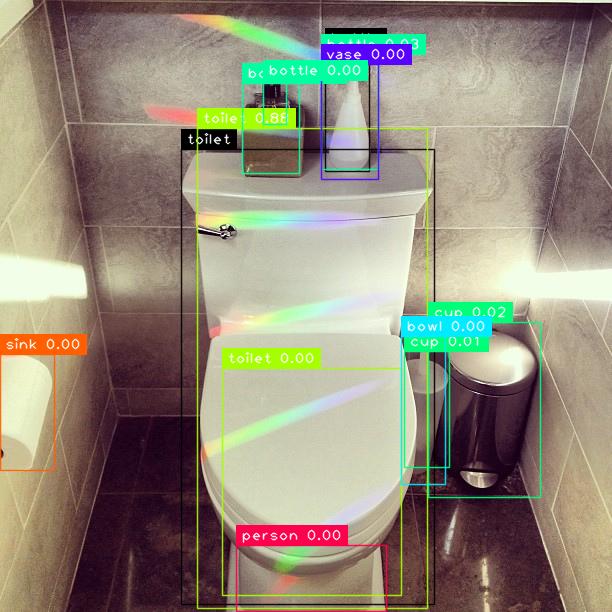 bottle 0.03
vase 0.00
bo
bottle 0.00
toilet 0.88
toilet
cup 0.02
bowl 0.00
cup 0.01
sink 0.00
toilet 0.00
person 0.00